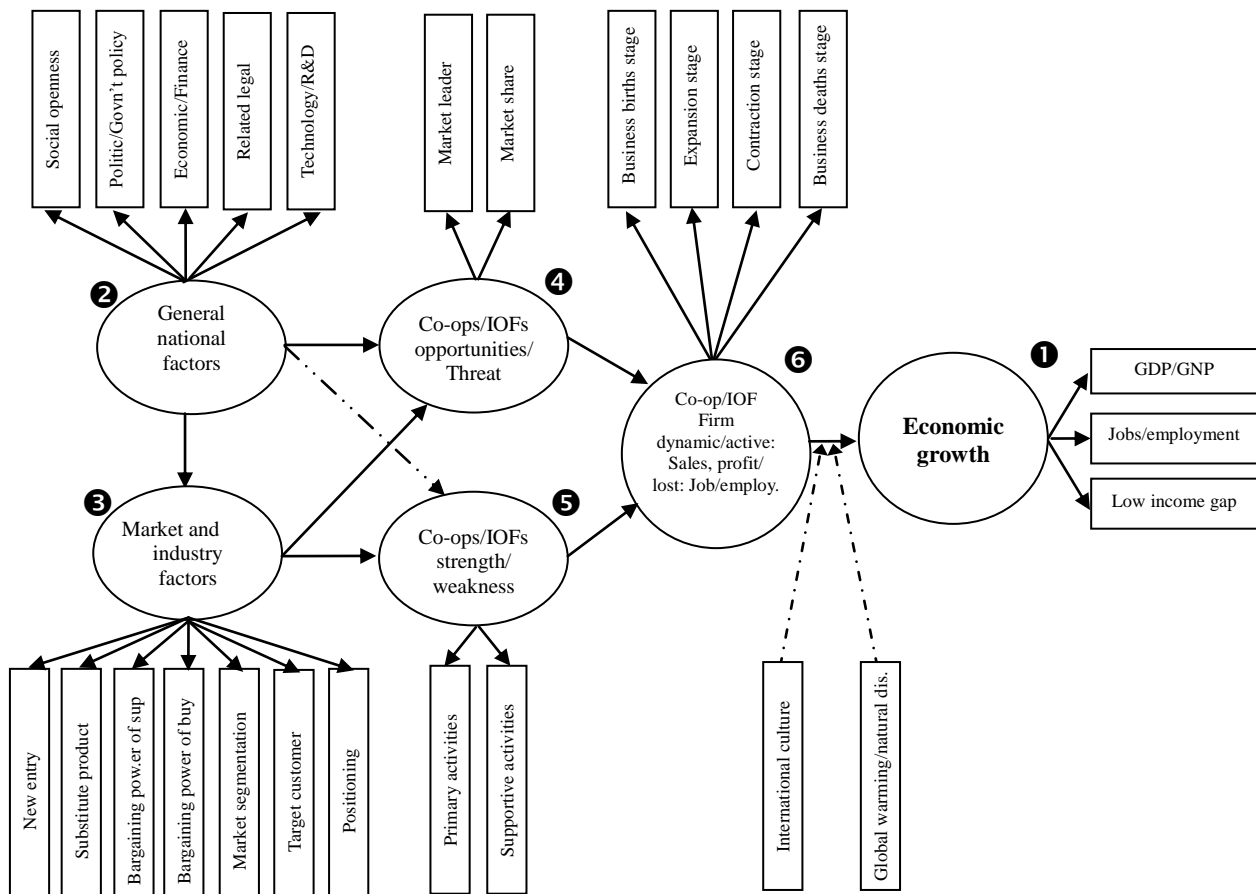 Social openness
Politic/Govn't policy
Economic/Finance
Related legal
Technology/R&D
Market leader
Market share
Business births stage
Expansion stage
Contraction stage
Business deaths stage
❷
General
national
factors
❹
Co-ops/IOFs
opportunities/
Threat
❻
Co-op/IOF
Firm
dynamic/active:
Sales, profit/
lost: Job/employ.
❶
Economic
growth
GDP/GNP
Jobs/employment
Low income gap
❸
Market and
industry
factors
❺
Co-ops/IOFs
strength/
weakness
New entry
Substitute product
Bargaining pow.er of sup
Bargaining power of buy
Market segmentation
Target customer
Positioning
Primary activities
Supportive activities
International culture
Global warming/natural dis.